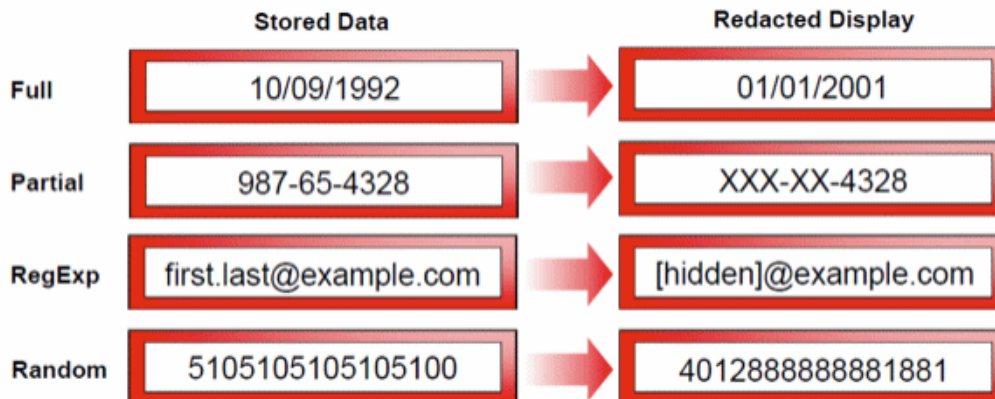 Stored Data Redacted Display
Full 10/09/1992 01/01/2001
Partial 987-65-4328 XXX-XX-4328
RegExp first.last@example.com [hidden]@example.com
Random 5105105105105100 4012888888881881